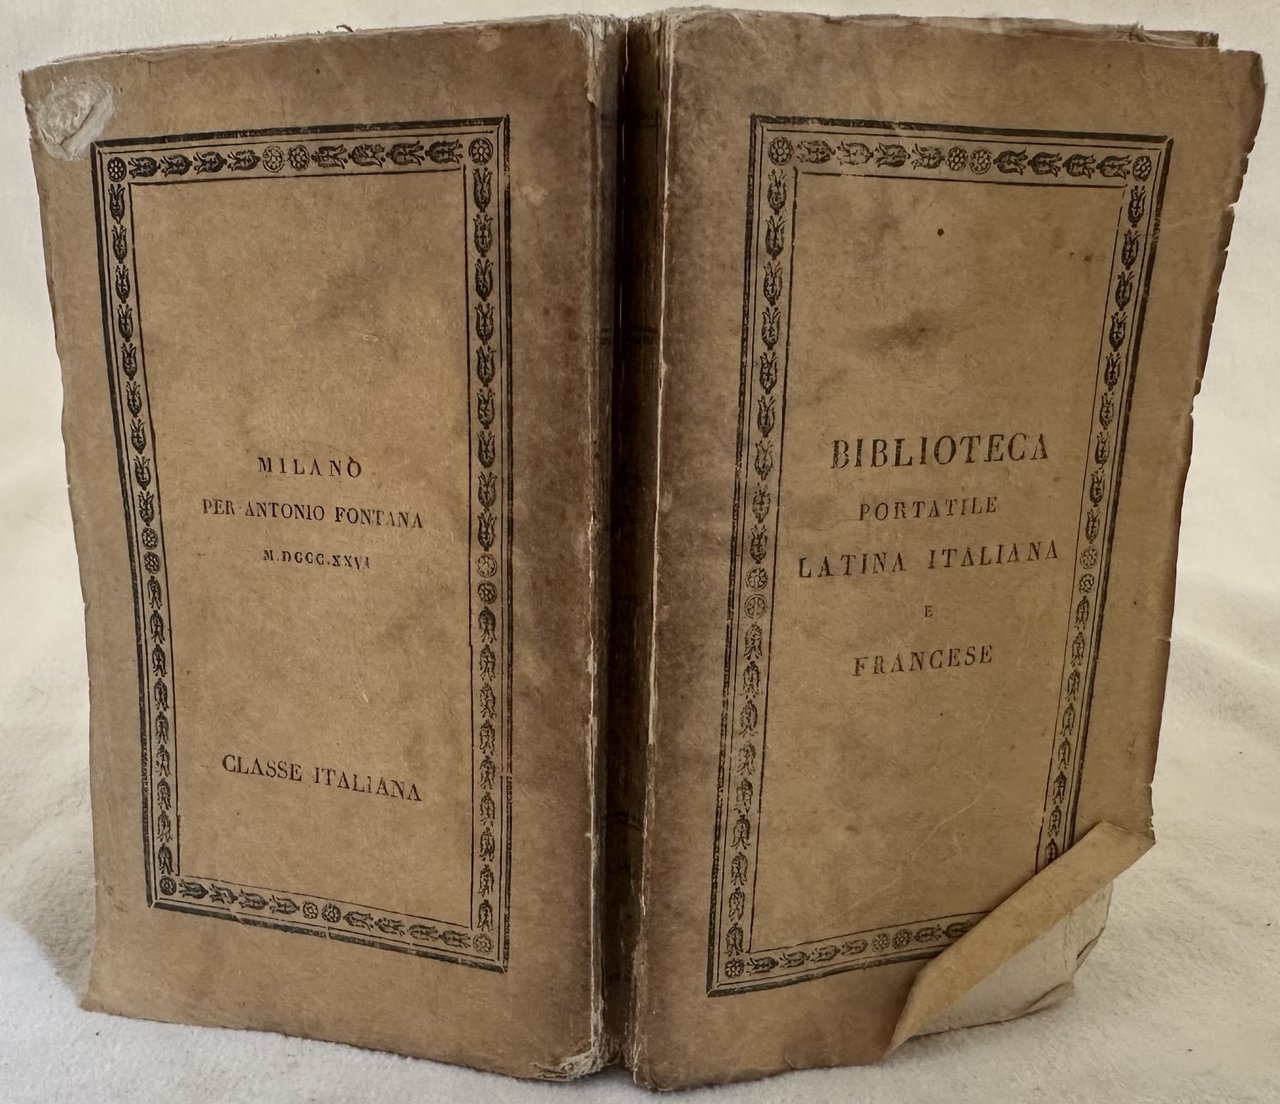 MILANO
PER ANTONIO FONTANA
M.DCCC.XXVI
CLASSE ITALIANA
BIBLIOTECA
PORTATILE
LATINA ITALIANA
E
FRANCESE